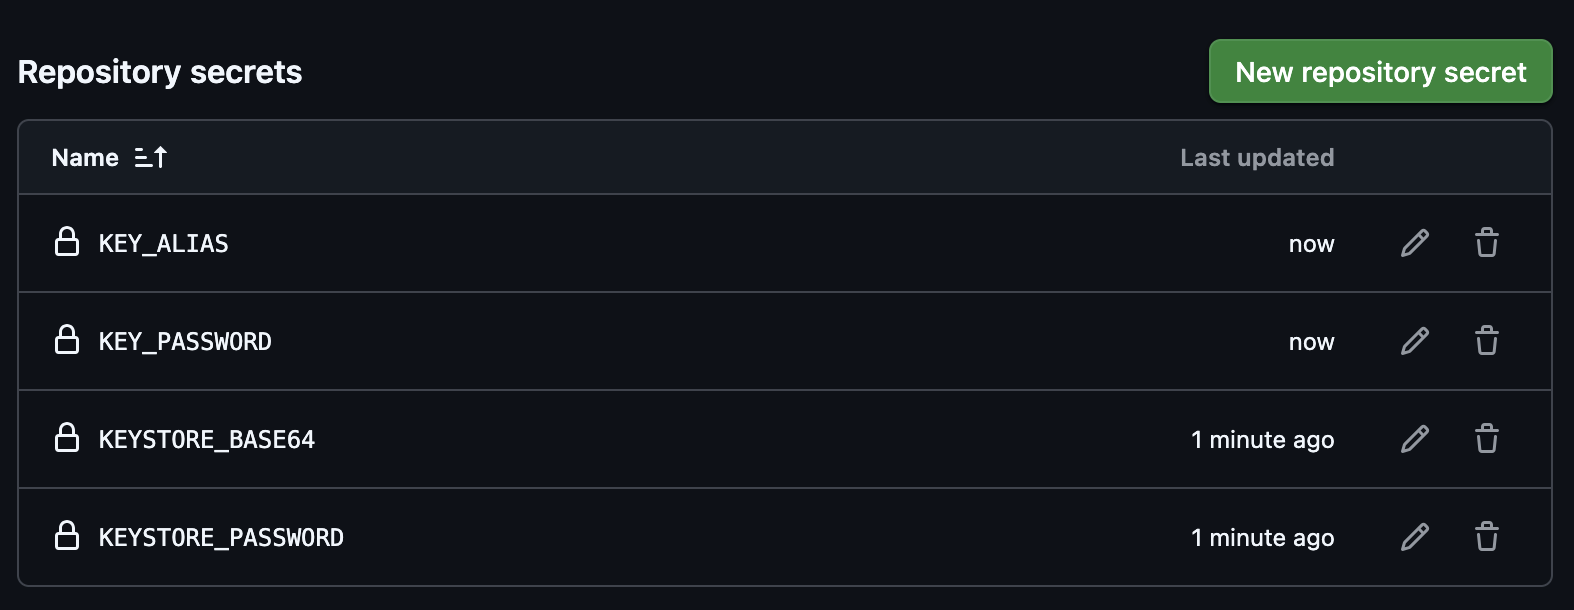 Repository secrets
New repository secret
Name
Last updated
KEY_ALIAS
now
KEY_PASSWORD
now
KEYSTORE_BASE64
1 minute ago
KEYSTORE_PASSWORD
1 minute ago